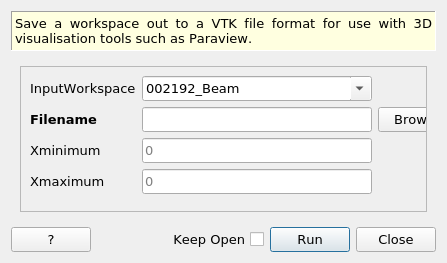 Save a workspace out to a VTK file format for use with 3D
visualisation tools such as Paraview.
InputWorkspace 002192_Beam
Filename Brow
Xminimum 0
Xmaximum 0
? Keep Open Run Close